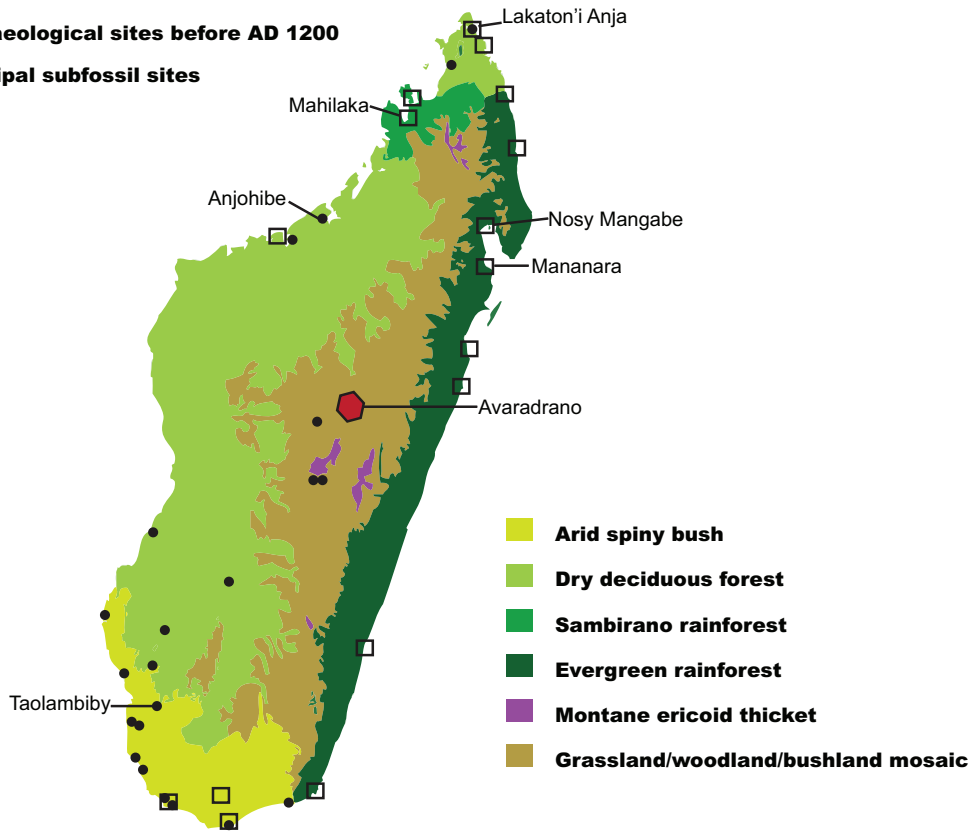 Lakaton'i Anja
aeological sites before AD 1200
ipal subfossil sites
Mahilaka
Anjohibe
Nosy Mangabe
Mananara
Avaradrano
Arid spiny bush
Dry deciduous forest
Sambirano rainforest
Evergreen rainforest
Taolambiby
Montane ericoid thicket
Grassland/woodland/bushland mosaic